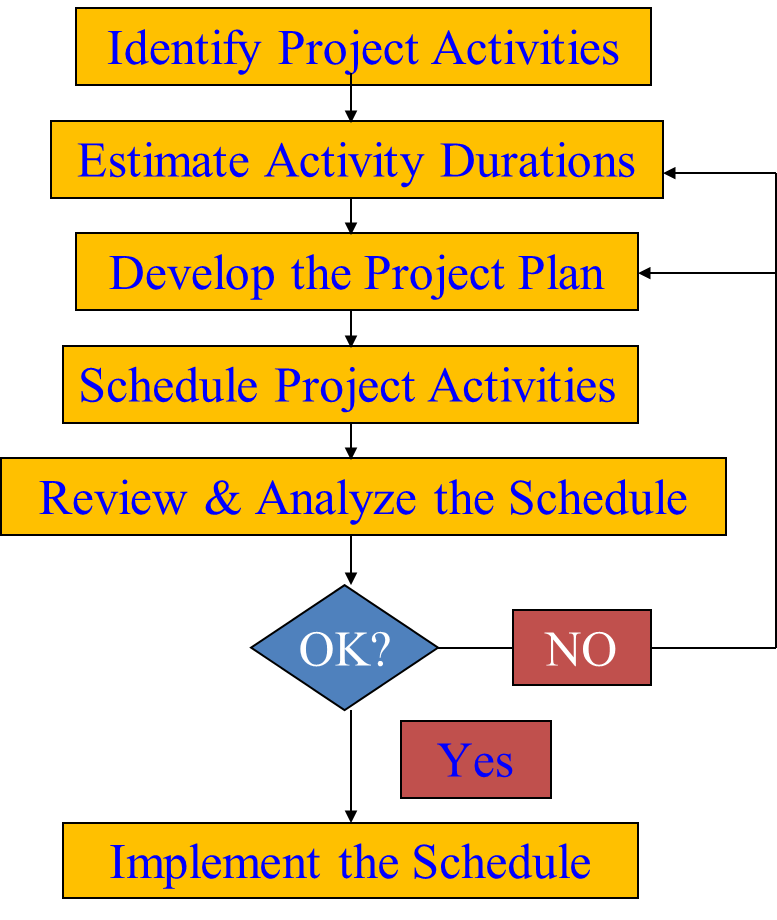 Identify Project Activities
Estimate Activity Durations
Develop the Project Plan
Schedule Project Activities
Review & Analyze the Schedule
OK?
NO
Yes
Implement the Schedule